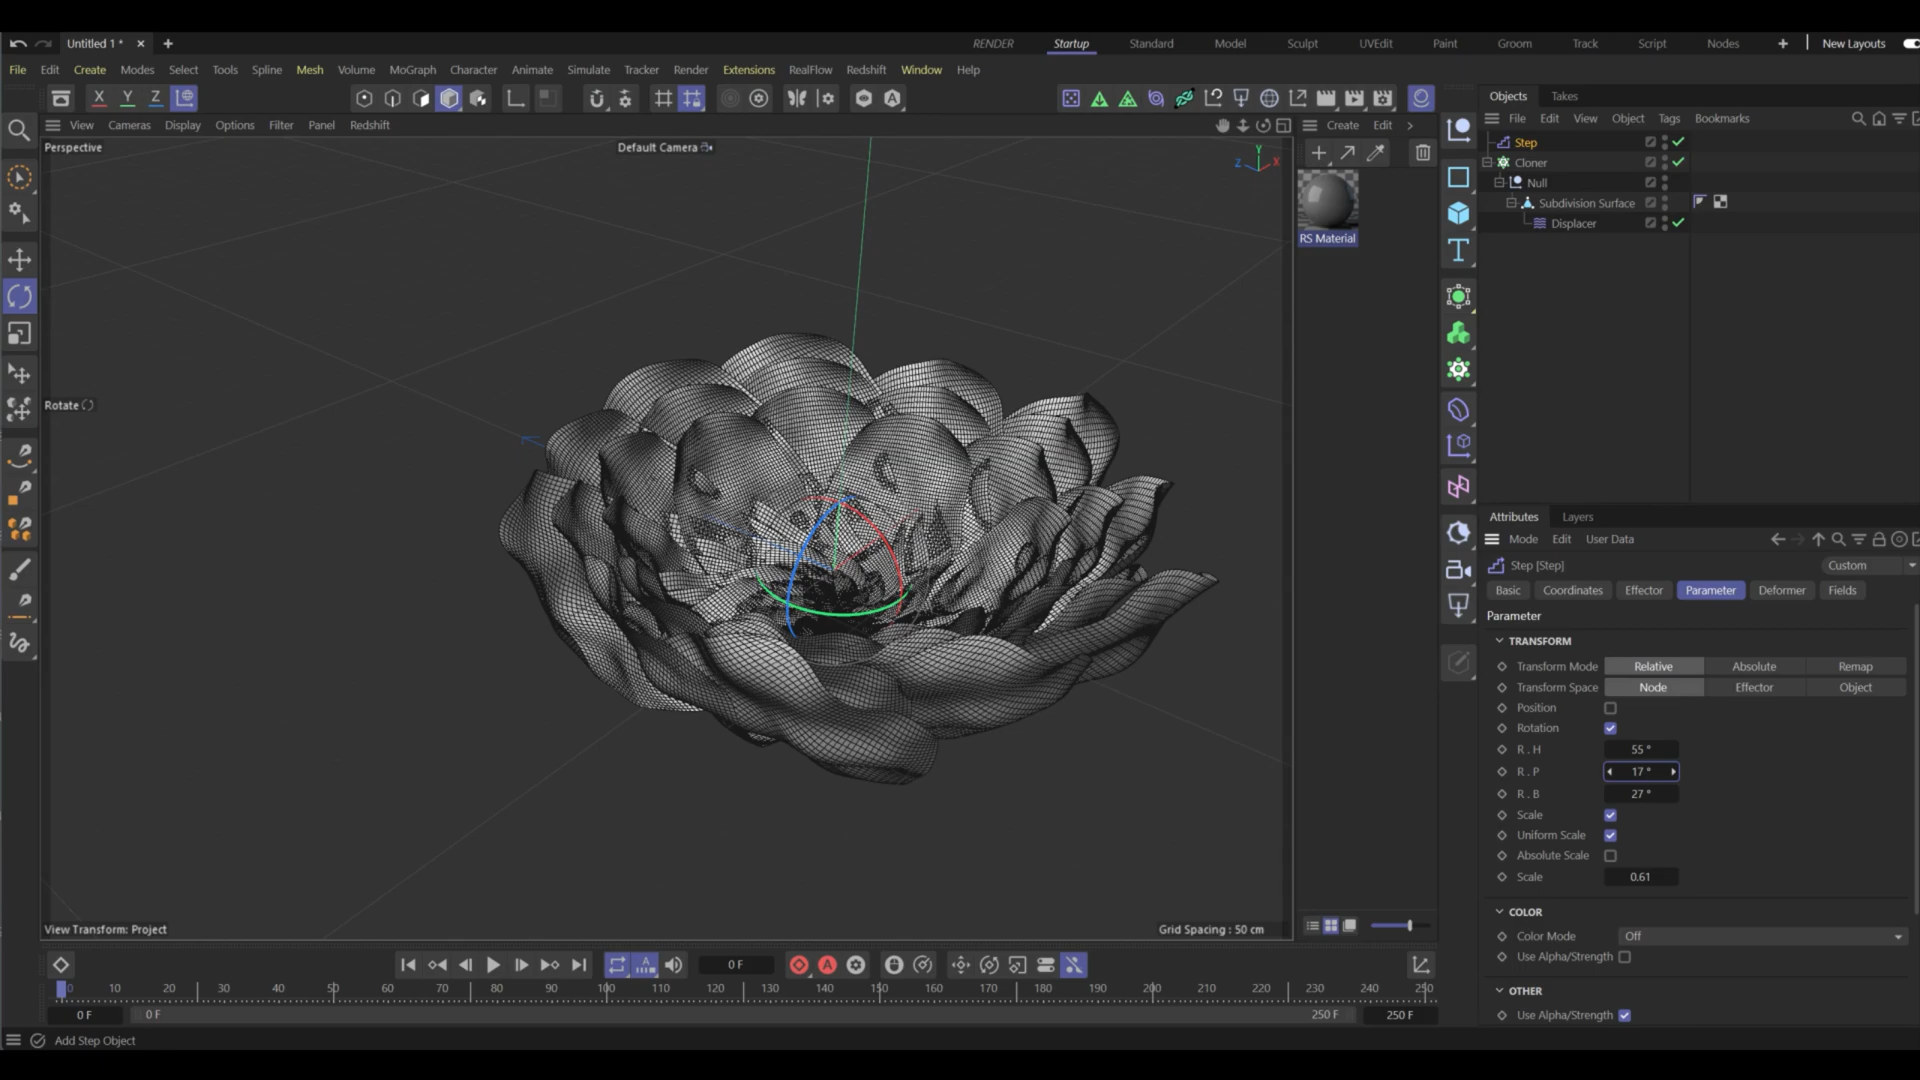 Untitled 1 *
RENDER Startup Standard Model Sculpt UVEdit Paint Groom Track Script Nodes New Layouts
File Edit Create Modes Select Tools Spline Mesh Volume MoGraph Character Animate Simulate Tracker Render Extensions RealFlow Redshift Window Help
X Y Z
Objects Takes
File Edit View Object Tags Bookmarks
View Cameras Display Options Filter Panel Redshift
Create Edit
Perspective
Default Camera
Y
Z X
Step
Cloner
Null
Subdivision Surface
Displacer
RS Material
Rotate
Attributes Layers
Mode Edit User Data
Step [Step]
Custom
Basic Coordinates Effector Parameter Deformer Fields
Parameter
TRANSFORM
Transform Mode Relative Absolute Remap
Transform Space Node Effector Object
Position
Rotation
R . H 55 °
R . P 17 °
R . B 27 °
Scale
Uniform Scale
Absolute Scale
Scale 0.61
COLOR
Color Mode Off
Use Alpha/Strength
OTHER
Use Alpha/Strength
View Transform: Project
Grid Spacing : 50 cm
0 F
0 10 20 30 40 50 60 70 80 90 100 110 120 130 140 150 160 170 180 190 200 210 220 230 240 250
0 F 0 F 250 F 250 F
Add Step Object